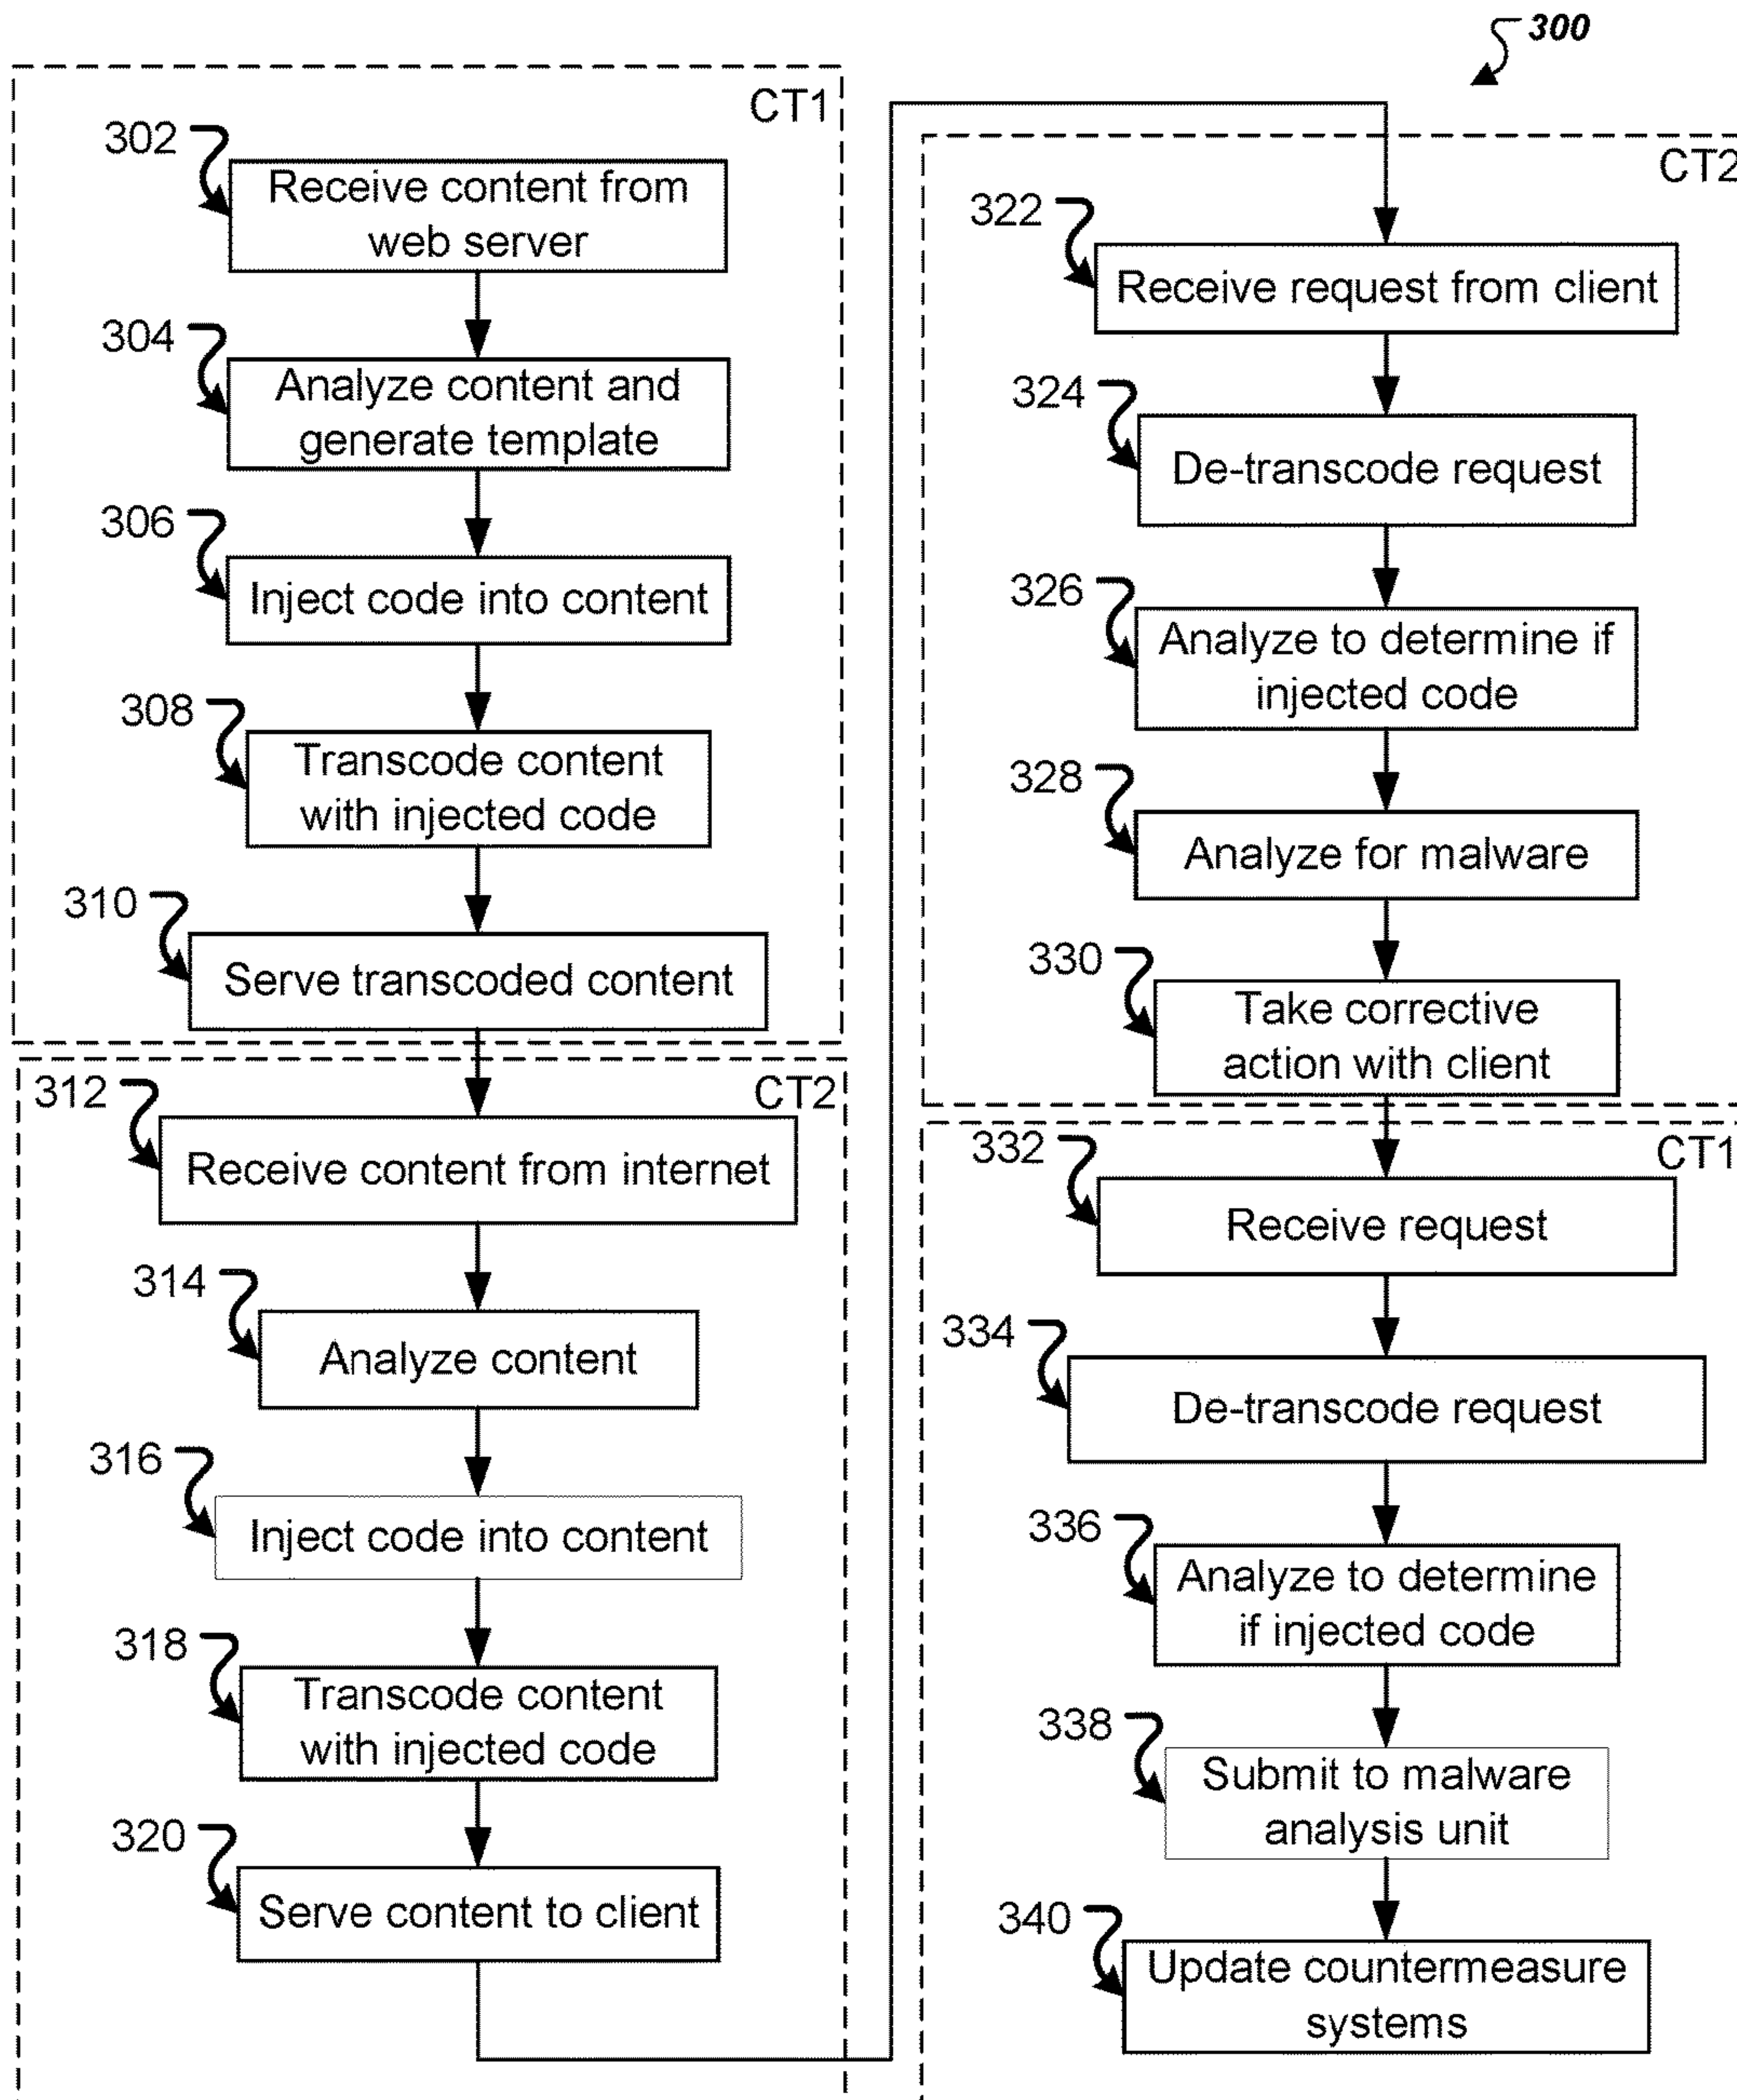 300
CT1
302
Receive content from
web server
304
Analyze content and
generate template
306
Inject code into content
308
Transcode content
with injected code
310
Serve transcoded content
CT2
312
Receive content from internet
314
Analyze content
316
Inject code into content
318
Transcode content
with injected code
320
Serve content to client
CT2
322
Receive request from client
324
De-transcode request
326
Analyze to determine if
injected code
328
Analyze for malware
330
Take corrective
action with client
CT1
332
Receive request
334
De-transcode request
336
Analyze to determine
if injected code
338
Submit to malware
analysis unit
340
Update countermeasure
systems